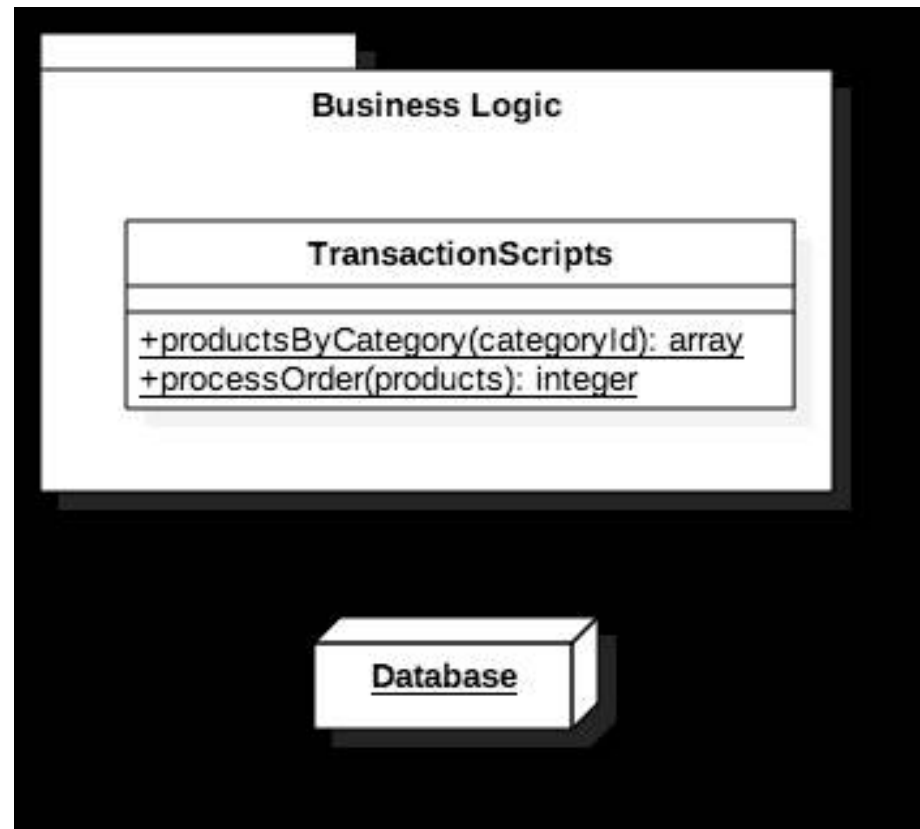 Business Logic
TransactionScripts
+productsByCategory(categoryId): array
+processOrder(products): integer
Database